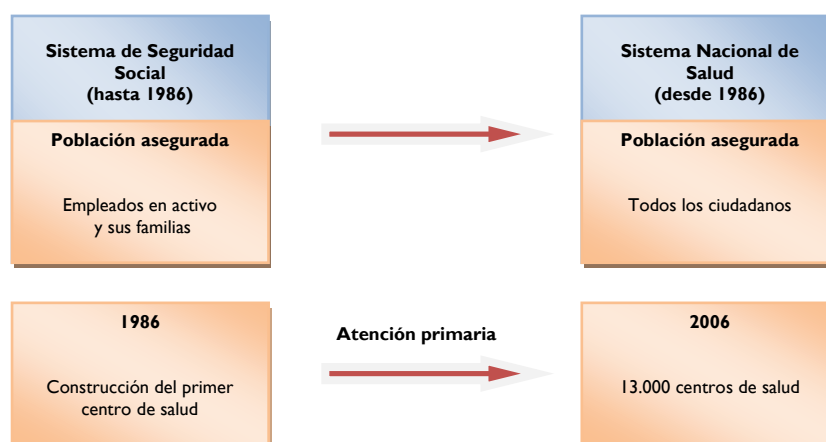 Sistema de Seguridad
Social
(hasta 1986)
Población asegurada
Empleados en activo
y sus familias
Sistema Nacional de
Salud
(desde 1986)
Población asegurada
Todos los ciudadanos
1986
Construcción del primer
centro de salud
Atención primaria
2006
13.000 centros de salud